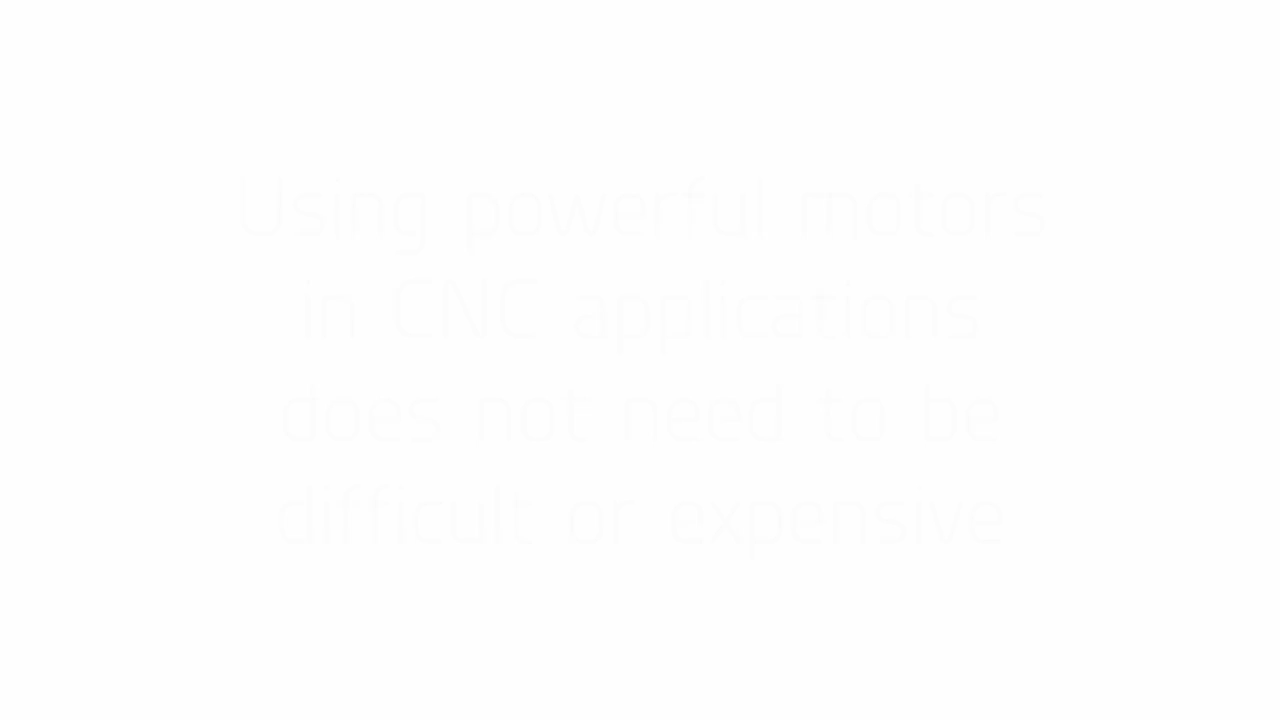 Using powerful motors
in CNC applications
does not need to be
difficult or expensive